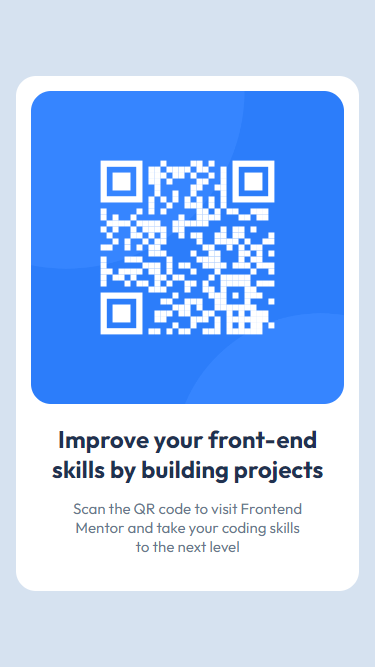 Improve your front-end
skills by building projects
Scan the QR code to visit Frontend
Mentor and take your coding skills
to the next level